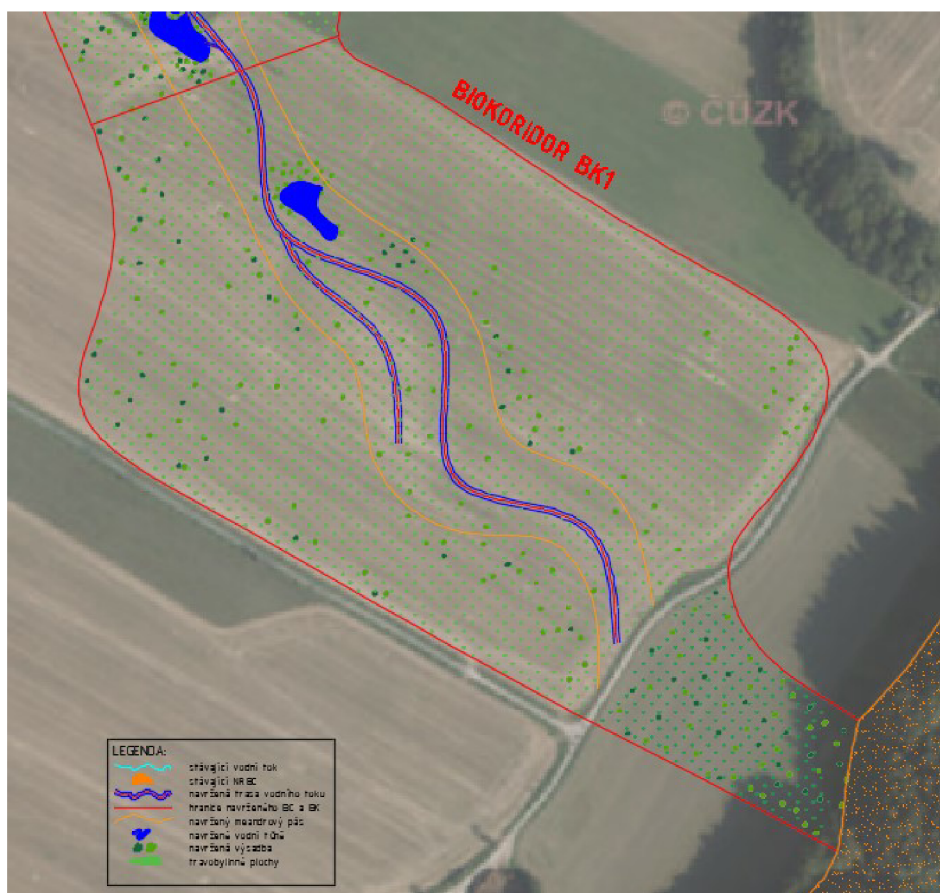 BIOKORIDOR BK1
© ČÚZK
LEGENDA:
stávající vodní tok
stávající NRBC
navržená trasa vodního toku
hranice navrženého BC a BK
navržený meandrový pás
navržené vodní tůně
navržená výsadba
travobylinné plochy